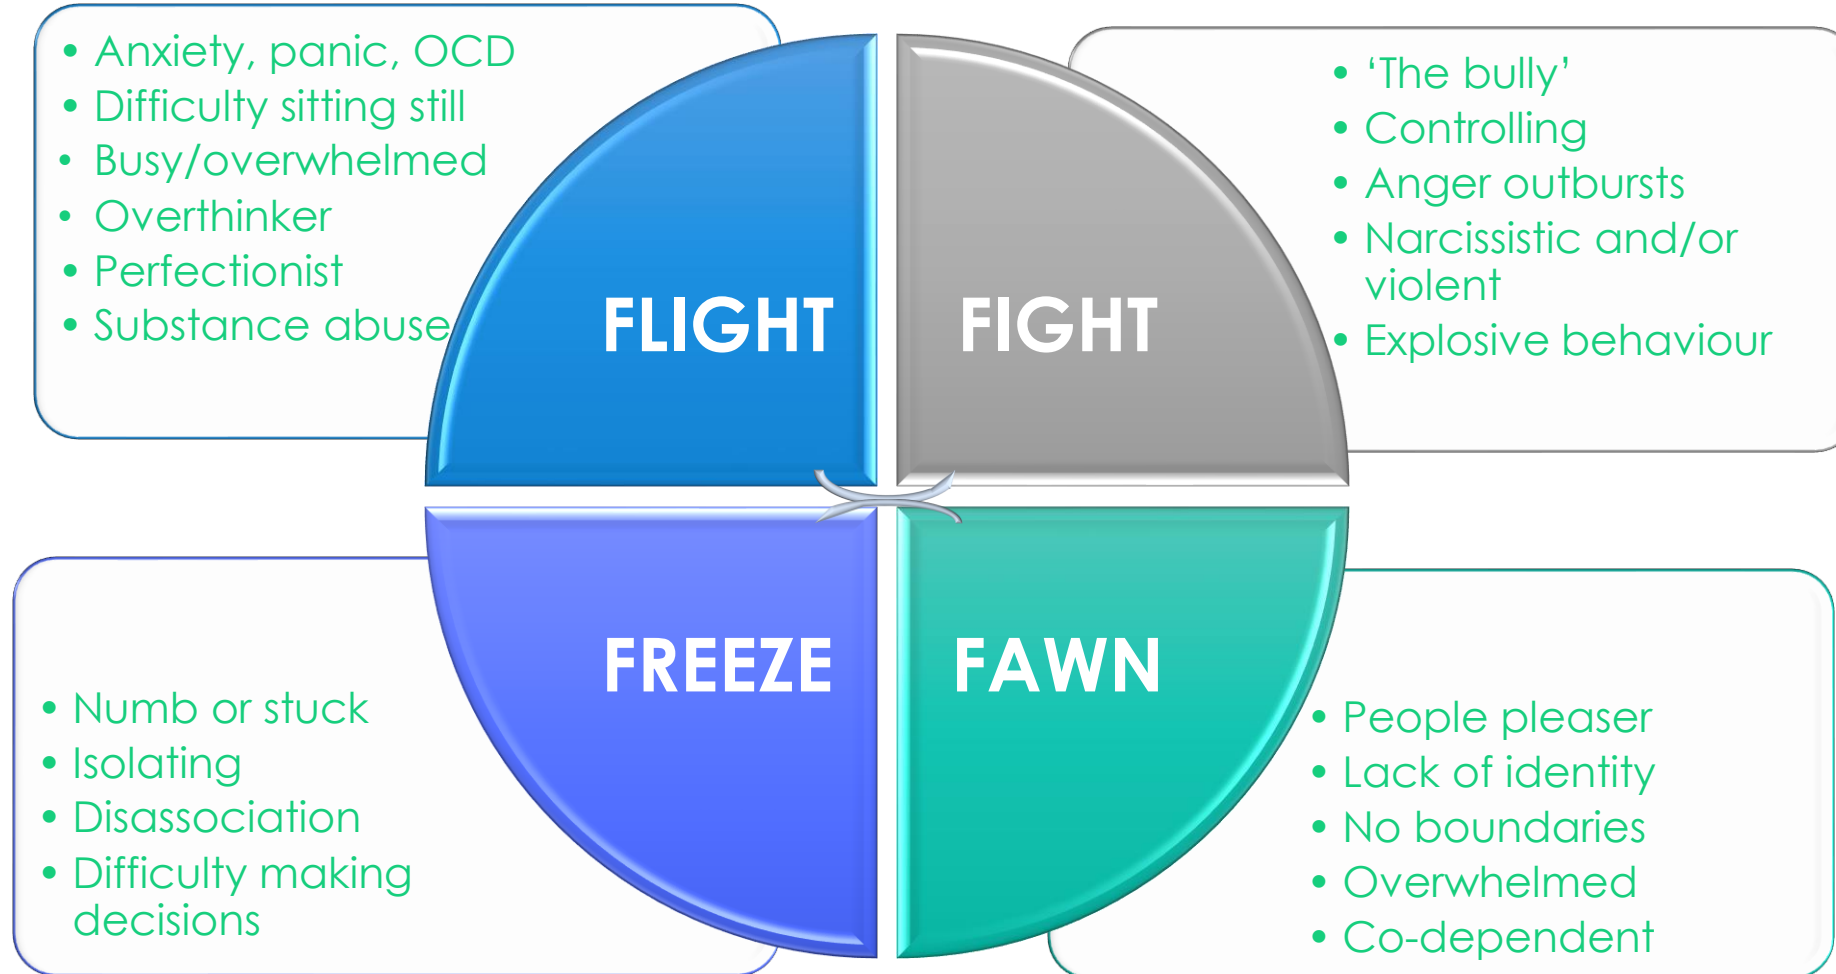 • Anxiety, panic, OCD
• Difficulty sitting still
• Busy/overwhelmed
• Overthinker
• Perfectionist
• Substance abuse
FLIGHT
• ‘The bully’
• Controlling
• Anger outbursts
• Narcissistic and/or
violent
• Explosive behaviour
FIGHT
• Numb or stuck
• Isolating
• Disassociation
• Difficulty making
decisions
FREEZE
FAWN
• People pleaser
• Lack of identity
• No boundaries
• Overwhelmed
• Co-dependent